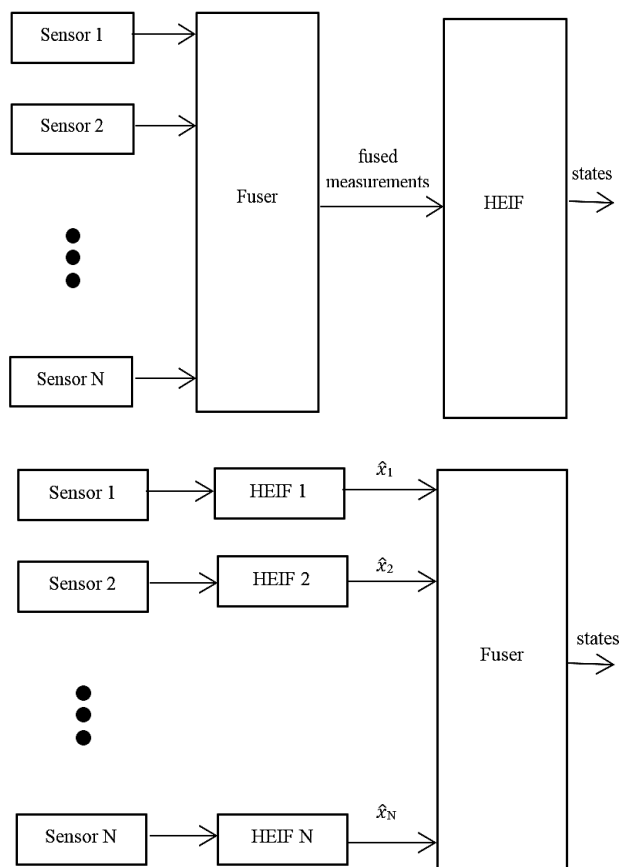 Sensor 1
Sensor 2
Fuser
fused
measurements
HEIF
states
Sensor N
Sensor 1
HEIF 1
x̂₁
Sensor 2
HEIF 2
x̂₂
Fuser
states
Sensor N
HEIF N
x̂N